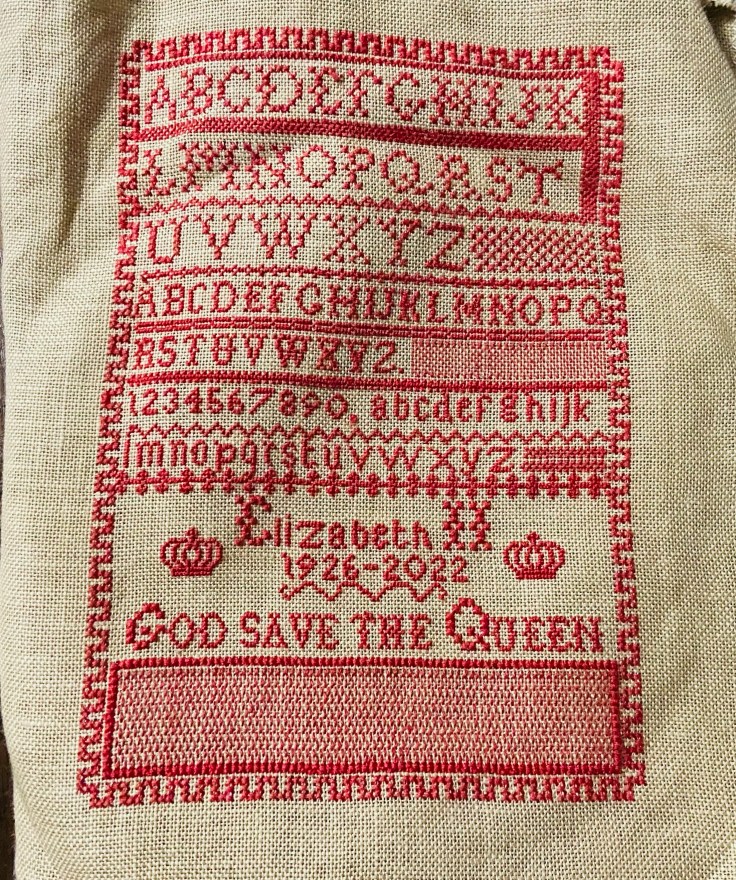 ABCDEFGHIJK
LMNOPQRST
UVWXYZ
ABCDEFGHIJKLMNOPQ
RSTUVWXYZ.
1234567890, abcdefghijk
lmnopqrstuvwxyz
Elizabeth II
1926-2022
GOD SAVE THE QUEEN